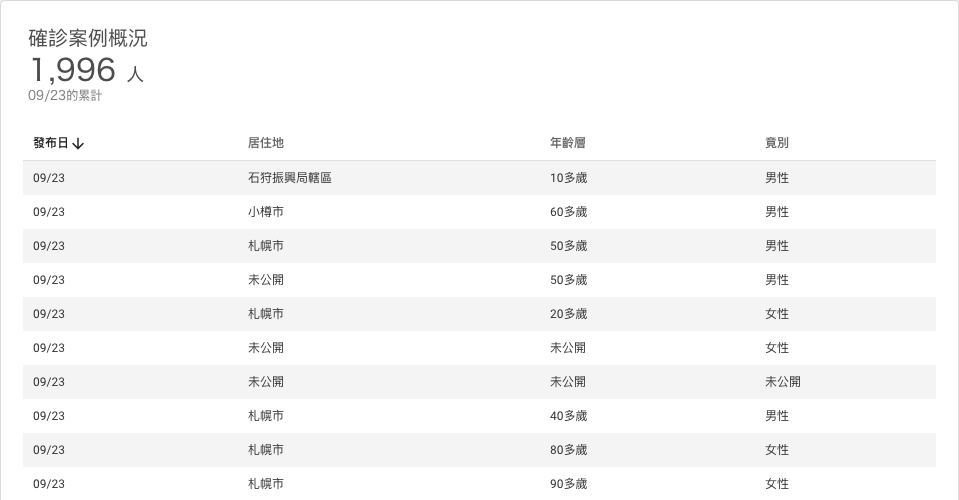 確診案例概況
1,996 人
09/23的累計
發布日 居住地 年齡層 竟別
09/23 石狩振興局轄區 10多歲 男性
09/23 小樽市 60多歲 男性
09/23 札幌市 50多歲 男性
09/23 未公開 50多歲 男性
09/23 札幌市 20多歲 女性
09/23 未公開 未公開 女性
09/23 未公開 未公開 未公開
09/23 札幌市 40多歲 男性
09/23 札幌市 80多歲 女性
09/23 札幌市 90多歲 女性